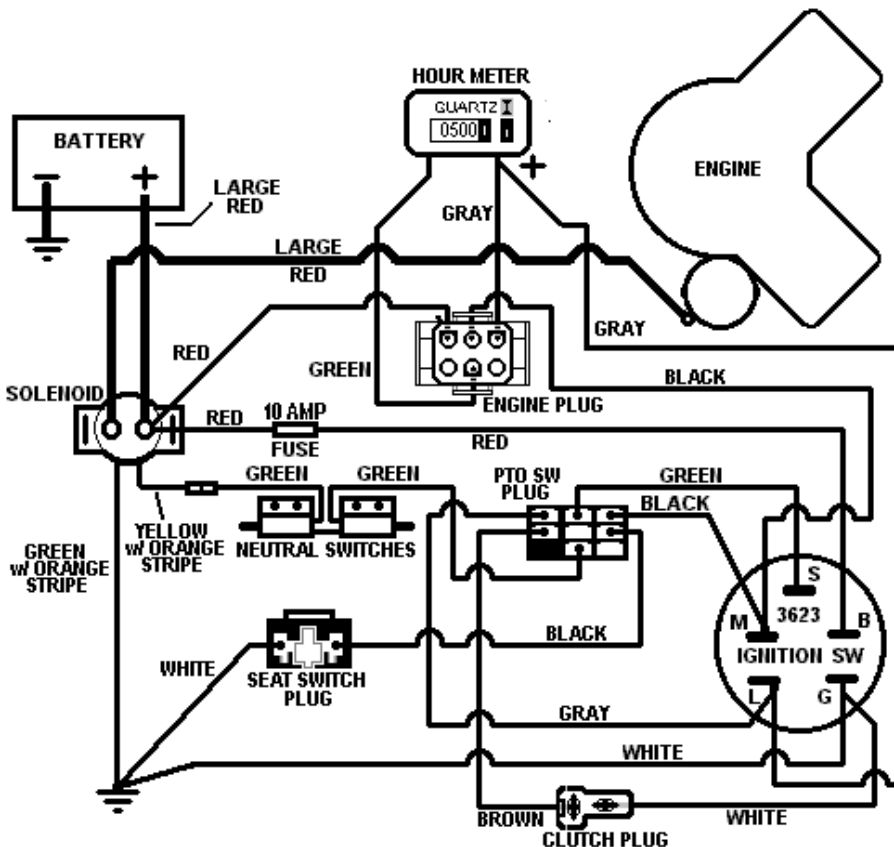 HOUR METER
QUARTZ I
0500
BATTERY
ENGINE
LARGE
RED
GRAY
LARGE
RED
GRAY
RED
GREEN
BLACK
SOLENOID
ENGINE PLUG
RED
10 AMP
FUSE
RED
GREEN
GREEN
PTO SW
PLUG
GREEN
BLACK
YELLOW
W/ ORANGE
STRIPE
NEUTRAL SWITCHES
GREEN
W/ ORANGE
STRIPE
S
3623
M
B
IGNITION SW
BLACK
WHITE
SEAT SWITCH
PLUG
L
G
GRAY
WHITE
BROWN
WHITE
CLUTCH PLUG